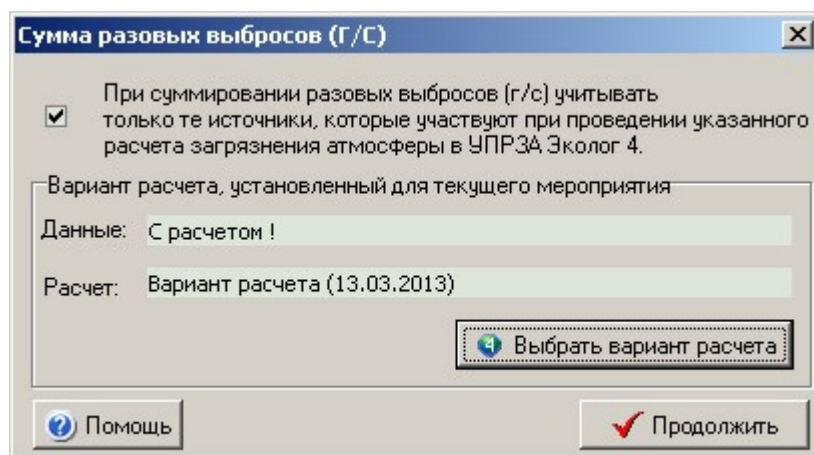 Сумма разовых выбросов (Г/С)
При суммировании разовых выбросов (г/с) учитывать
только те источники, которые участвуют при проведении указанного
расчета загрязнения атмосферы в УПРЗА Эколог 4.
Вариант расчета, установленный для текущего мероприятия
Данные: С расчетом !
Расчет: Вариант расчета (13.03.2013)
4 Выбрать вариант расчета
? Помощь
Продолжить